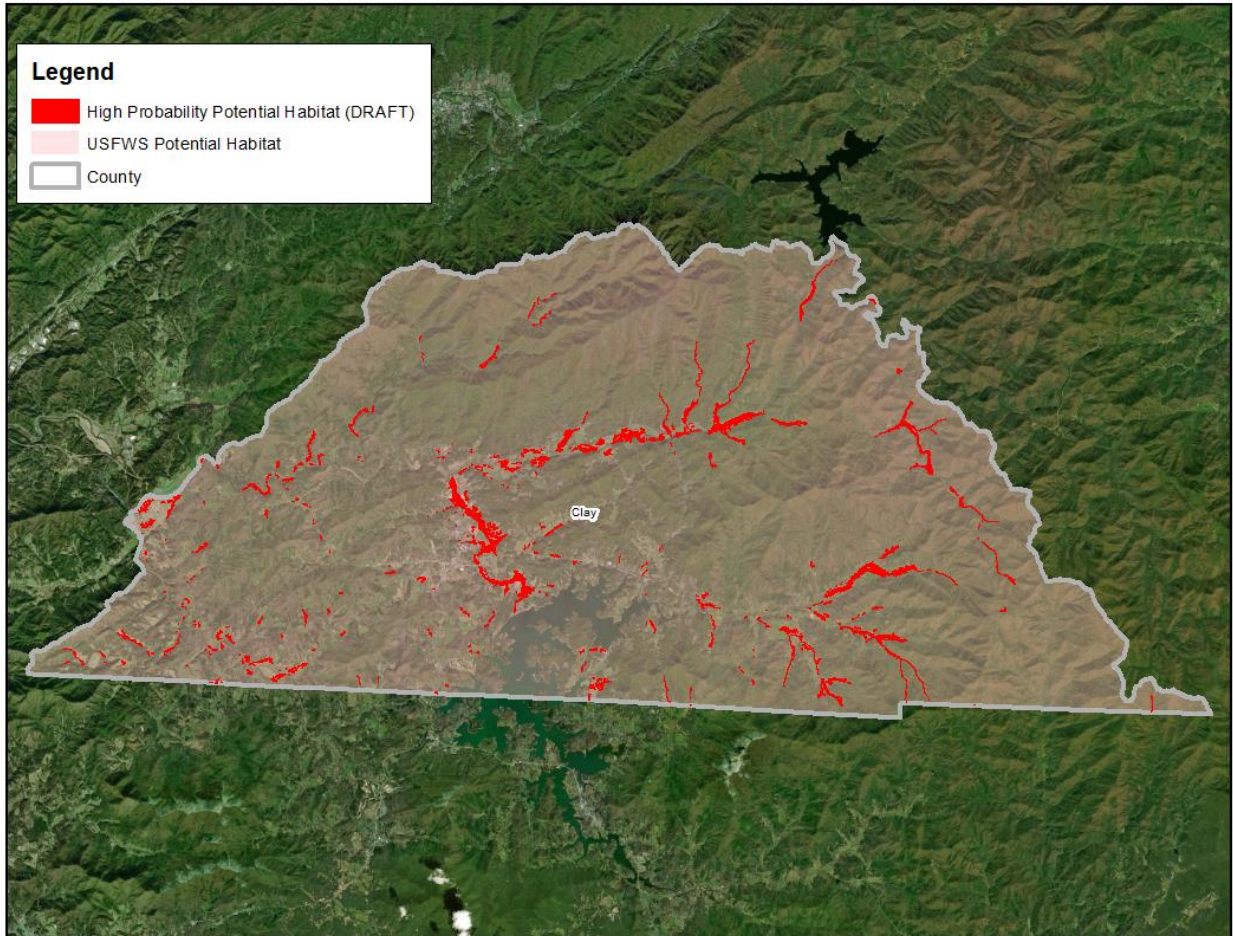 Legend
High Probability Potential Habitat (DRAFT)
USFWS Potential Habitat
County
Clay